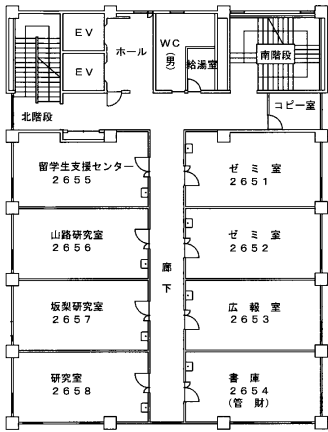 EV
EV
ホール
WC
(男)
給湯室
南階段
コピー室
北階段
留学生支援センター
2655
ゼミ室
2651
山路研究室
2656
ゼミ室
2652
廊下
坂梨研究室
2657
広報室
2653
研究室
2658
書庫
2654
(管財)